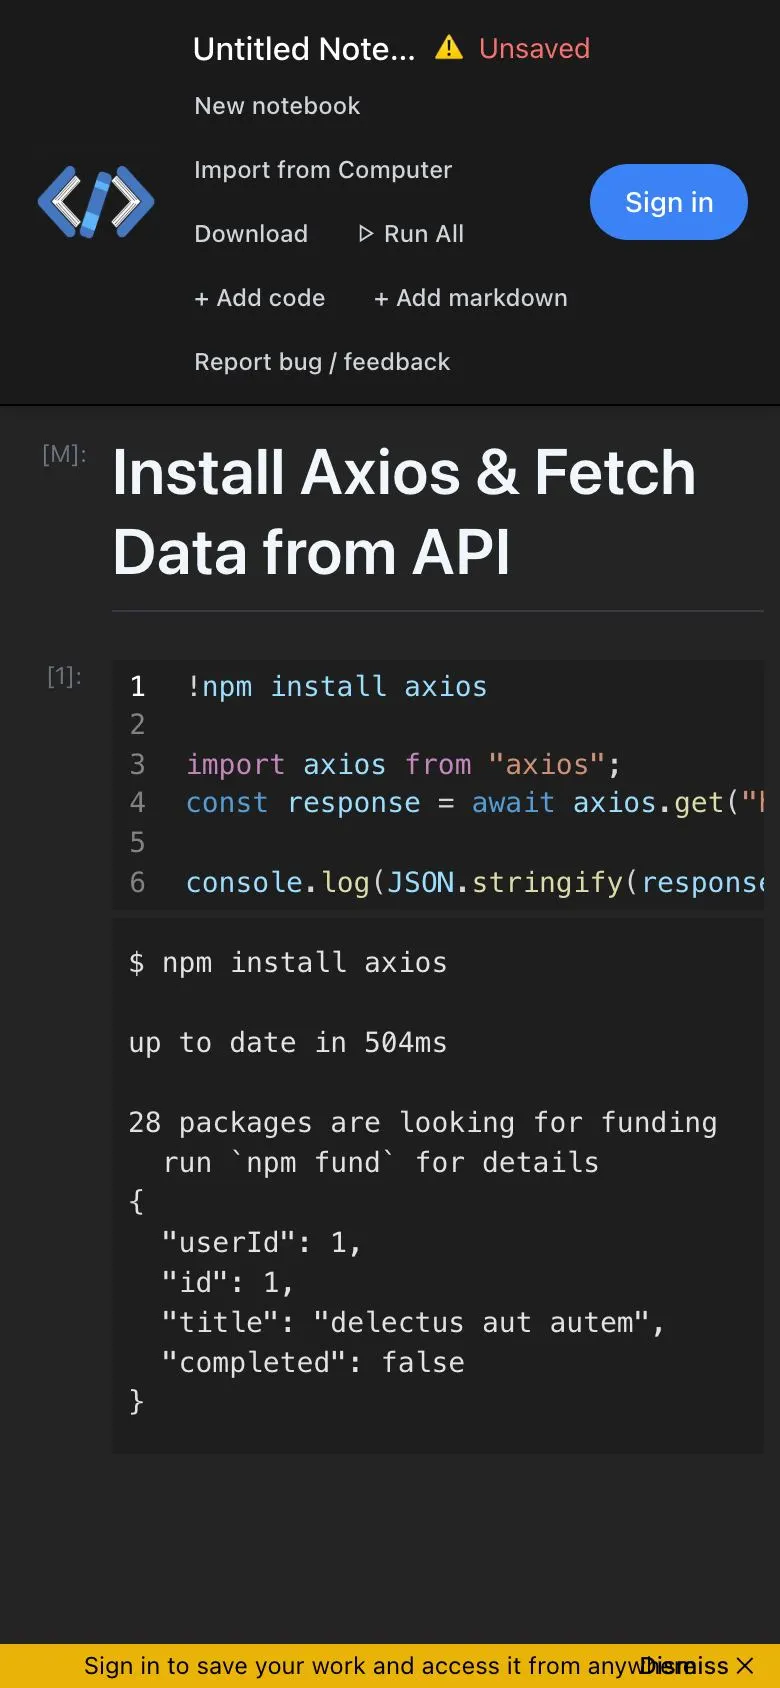 Untitled Note... ⚠️ Unsaved
New notebook
Import from Computer
Download ▷ Run All
+ Add code + Add markdown
Report bug / feedback
Sign in
[M]:
Install Axios & Fetch
Data from API
[1]:
1 !npm install axios
2
3 import axios from "axios";
4 const response = await axios.get("h
5
6 console.log(JSON.stringify(response
$ npm install axios
up to date in 504ms
28 packages are looking for funding
run `npm fund` for details
{
"userId": 1,
"id": 1,
"title": "delectus aut autem",
"completed": false
}
Sign in to save your work and access it from anywhere
Dismiss ✕